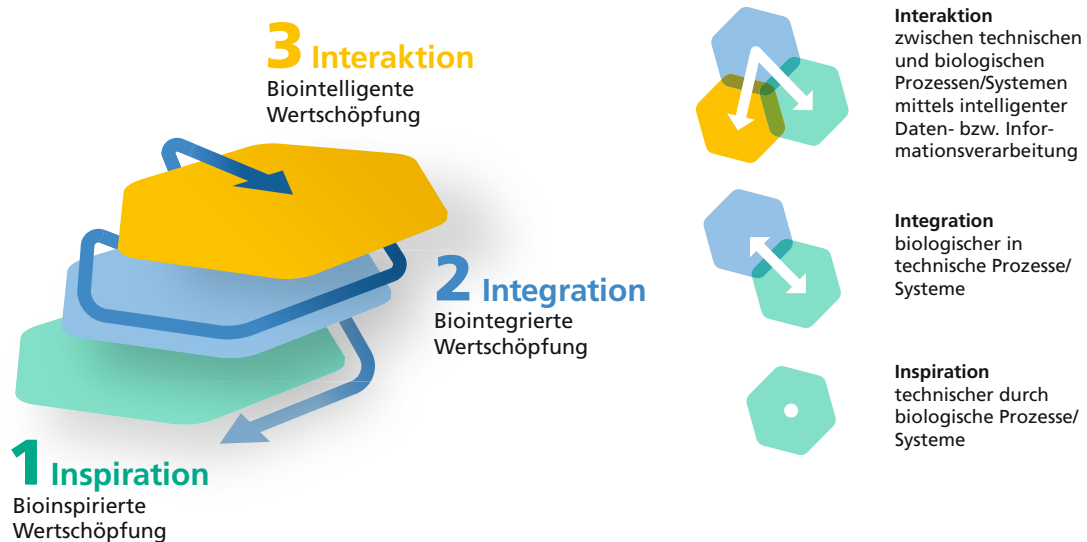 3 Interaktion
Biointelligente
Wertschöpfung
2 Integration
Biointegrierte
Wertschöpfung
1 Inspiration
Bioinspirierte
Wertschöpfung
Interaktion
zwischen technischen
und biologischen
Prozessen/Systemen
mittels intelligenter
Daten- bzw. Infor-
mationsverarbeitung
Integration
biologischer in
technische Prozesse/
Systeme
Inspiration
technischer durch
biologische Prozesse/
Systeme